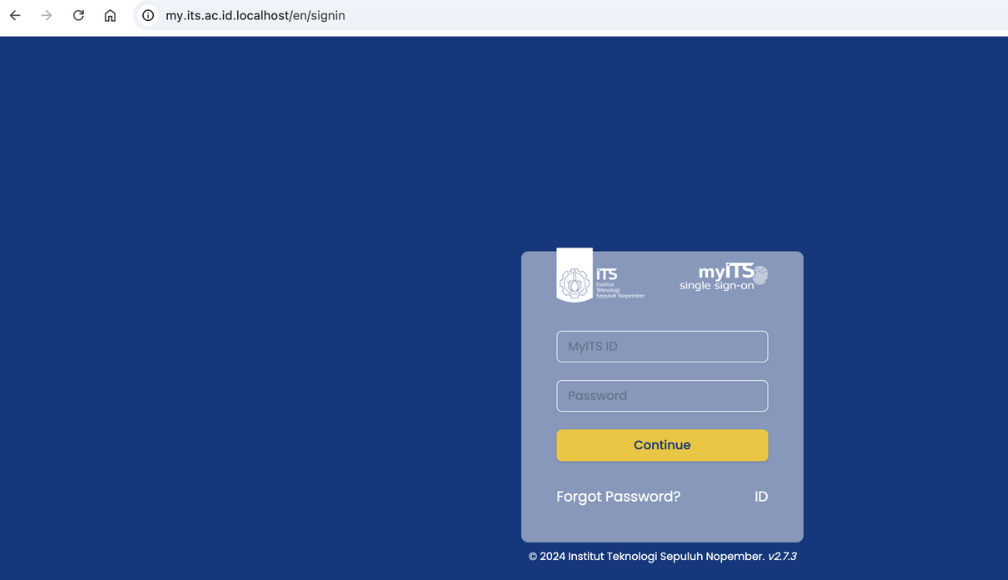 my.its.ac.id.localhost/en/signin
iTS
Institut
Teknologi
Sepuluh Nopember
myiTS
single sign-on
MyITS ID
Password
Continue
Forgot Password? ID
© 2024 Institut Teknologi Sepuluh Nopember. v2.7.3